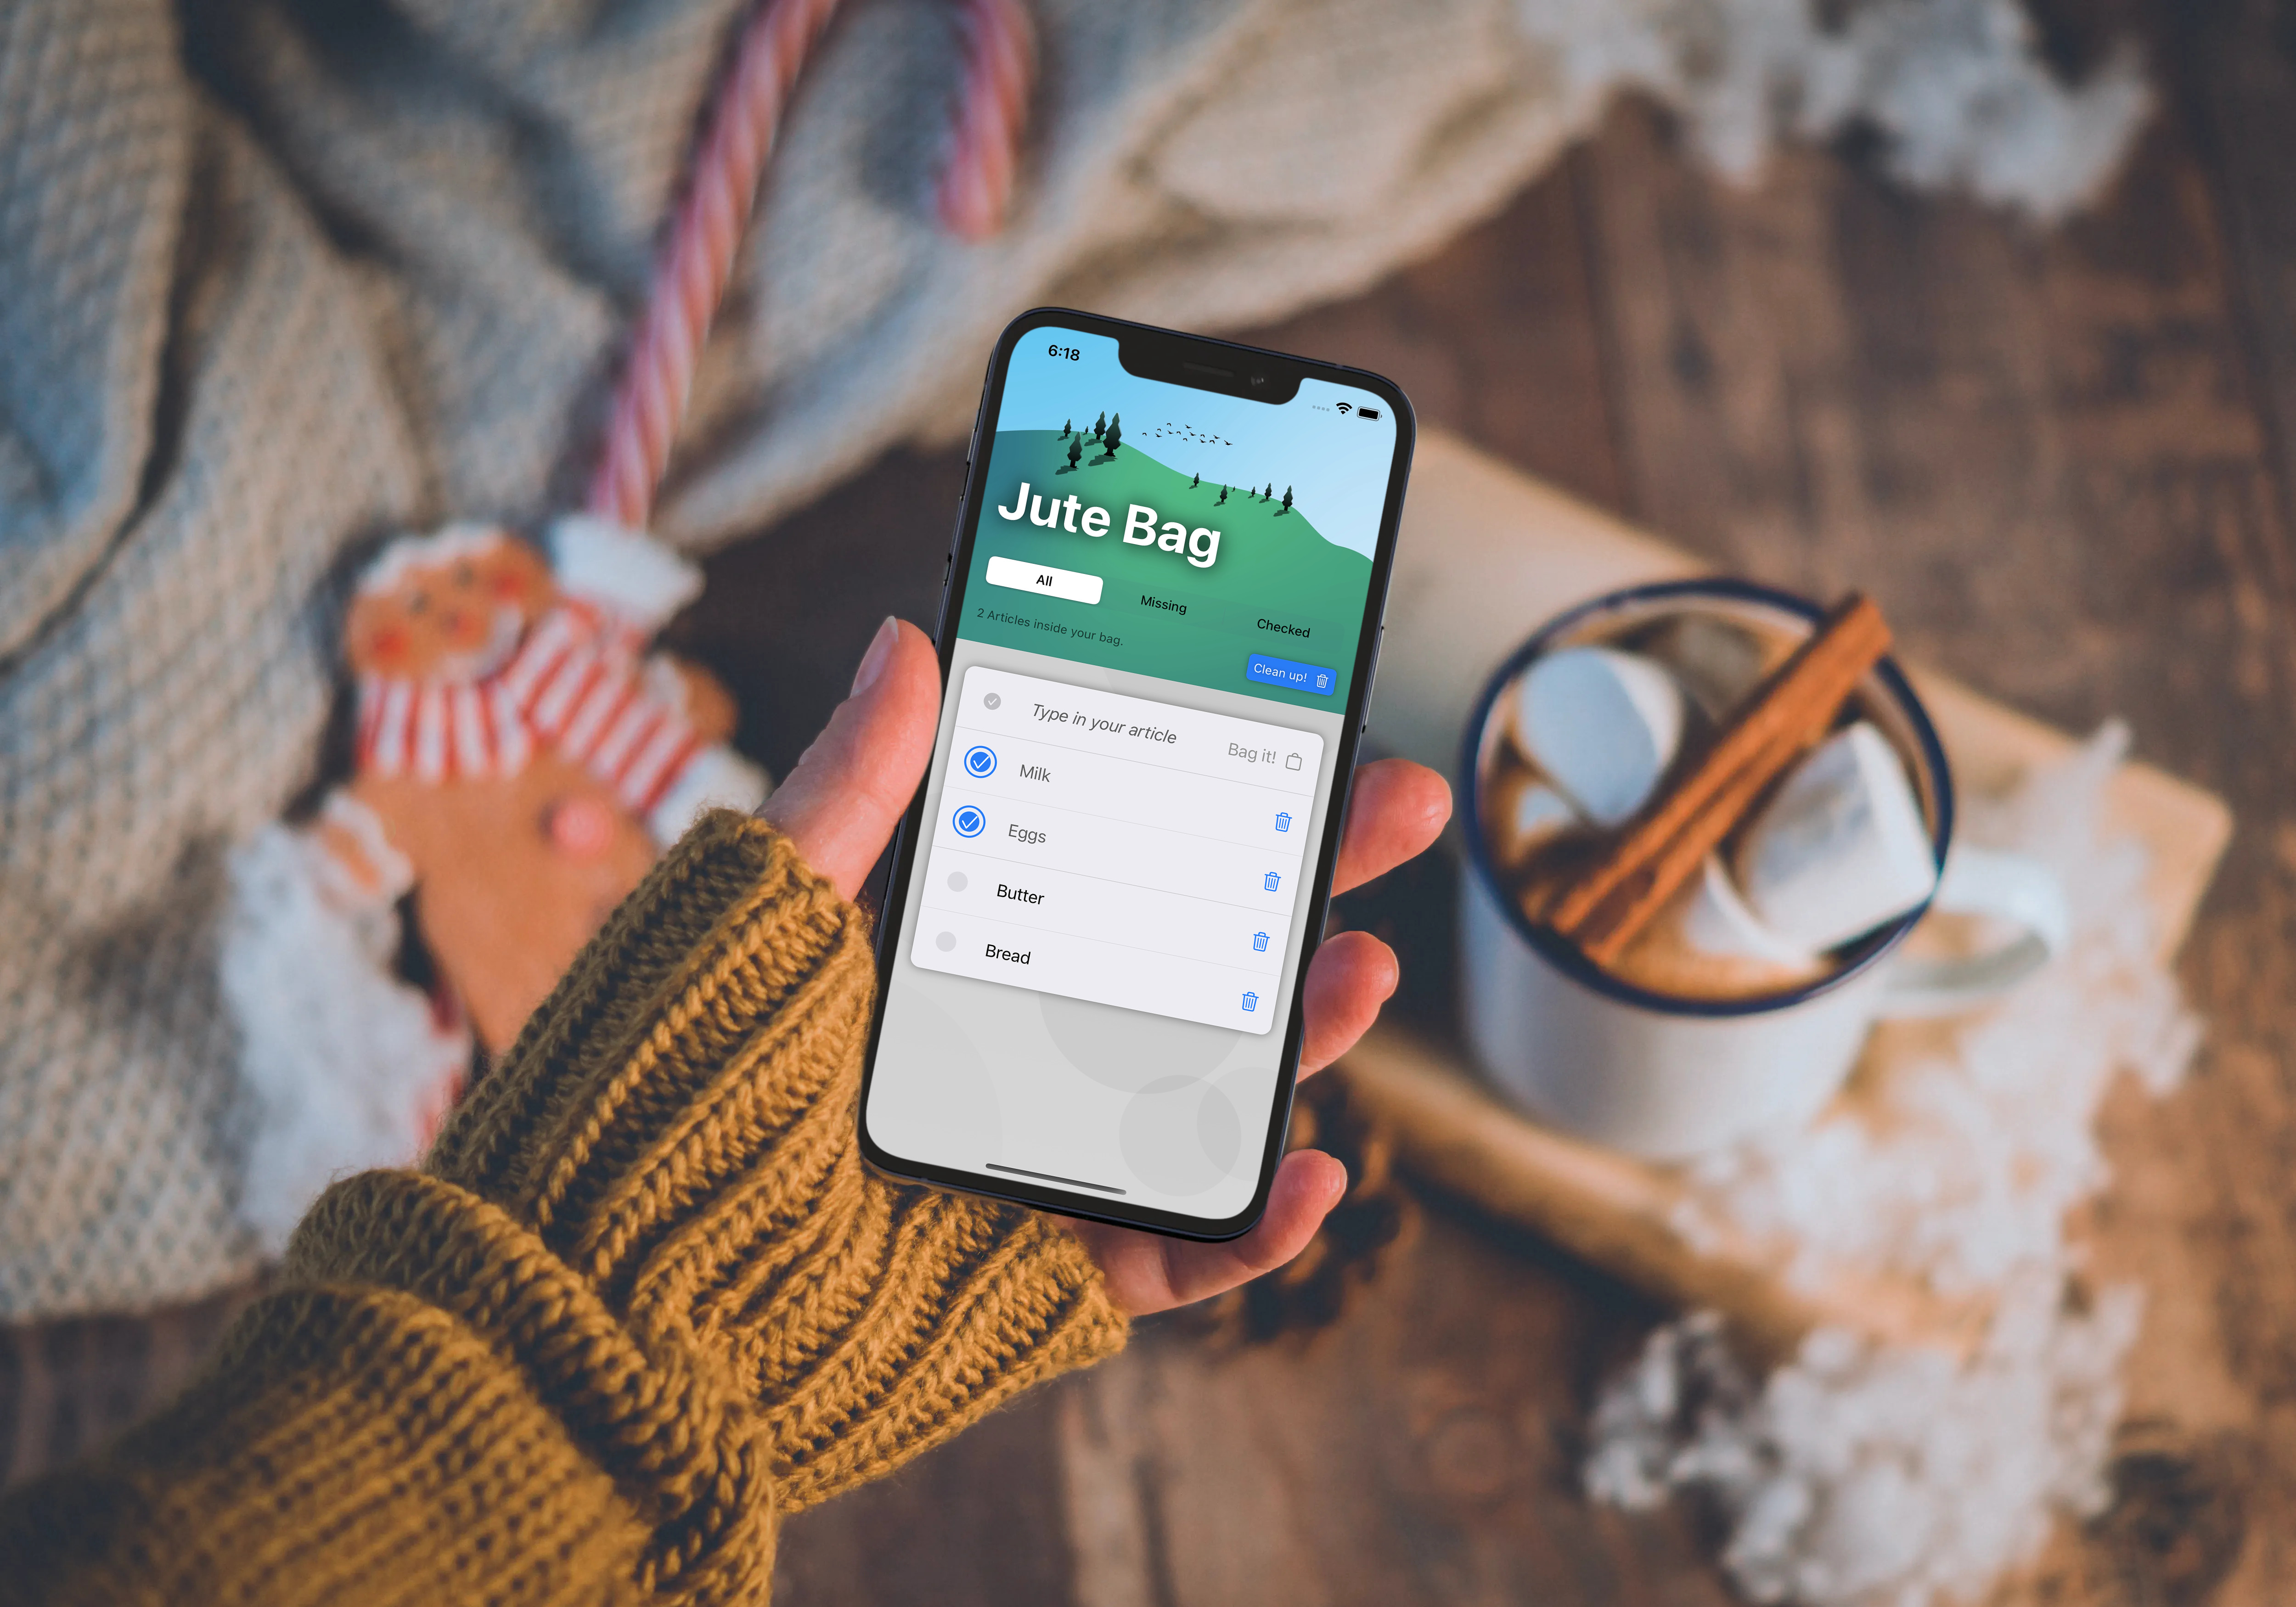 6:18
Jute Bag
All
Missing
Checked
2 Articles inside your bag.
Clean up!
Type in your article
Bag it!
Milk
Eggs
Butter
Bread